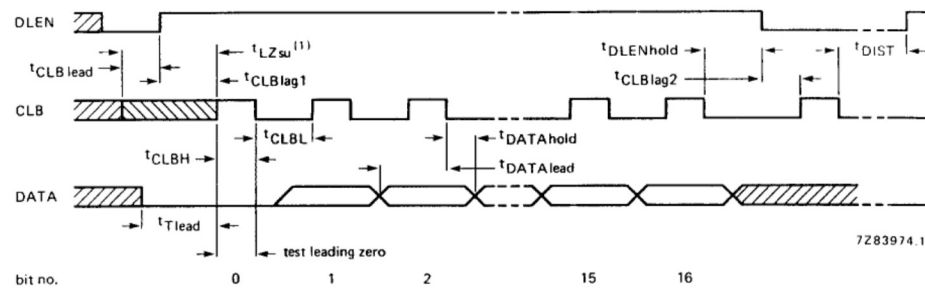 DLEN
tLZsu(1)
tDLENhold
tDIST
tCLBlead
tCLBlag1
tCLBlag2
CLB
tCLBL
tDATAhold
tCLBH
tDATAlead
DATA
tTlead
7Z83974.1
test leading zero
bit no. 0 1 2 15 16